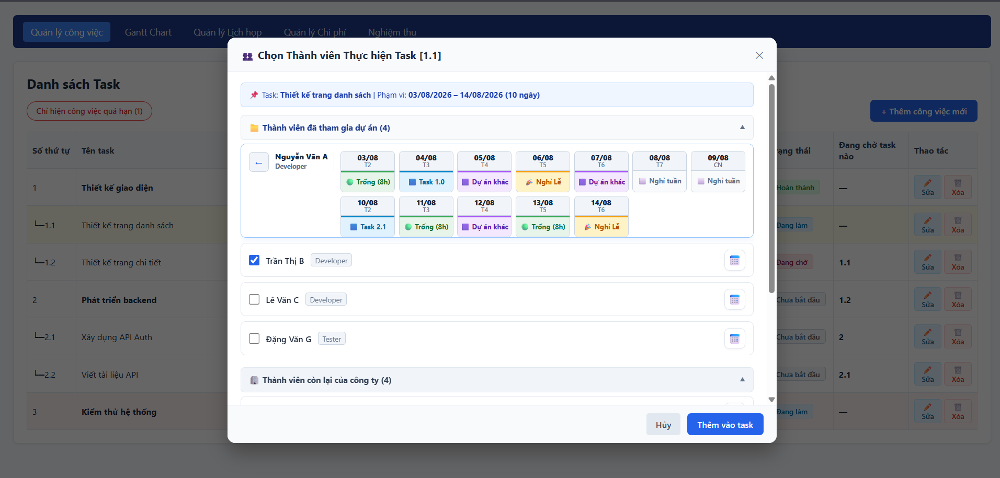 Quản lý công việc
Gantt Chart
Quản lý Lịch họp
Quản lý Chi phí
Nghiệm thu
Danh sách Task
Chỉ hiện công việc quá hạn (1)
+ Thêm công việc mới
Số thứ tự
Tên task
Đang chờ task nào
Thao tác
1
Thiết kế giao diện
Hoàn thành
—
Sửa
Xóa
1.1
Thiết kế trang danh sách
Đang làm
—
Sửa
Xóa
1.2
Thiết kế trang chi tiết
Đang chờ
1.1
Sửa
Xóa
2
Phát triển backend
Chưa bắt đầu
1.2
Sửa
Xóa
2.1
Xây dựng API Auth
Chưa bắt đầu
2
Sửa
Xóa
2.2
Viết tài liệu API
Chưa bắt đầu
2.1
Sửa
Xóa
3
Kiểm thử hệ thống
Đang làm
—
Sửa
Xóa
Chọn Thành viên Thực hiện Task [1.1]
Task: Thiết kế trang danh sách | Phạm vi: 03/08/2026 – 14/08/2026 (10 ngày)
Thành viên đã tham gia dự án (4)
Nguyễn Văn A
Developer
03/08
T2
Trống (8h)
04/08
T3
Task 1.0
05/08
T4
Dự án khác
06/08
T5
Nghỉ Lễ
07/08
T6
Dự án khác
08/08
T7
Nghỉ tuần
09/08
CN
Nghỉ tuần
10/08
T2
Task 2.1
11/08
T3
Trống (8h)
12/08
T4
Dự án khác
13/08
T5
Trống (8h)
14/08
T6
Nghỉ Lễ
Trần Thị B
Developer
Lê Văn C
Developer
Đặng Văn G
Tester
Thành viên còn lại của công ty (4)
Hủy
Thêm vào task